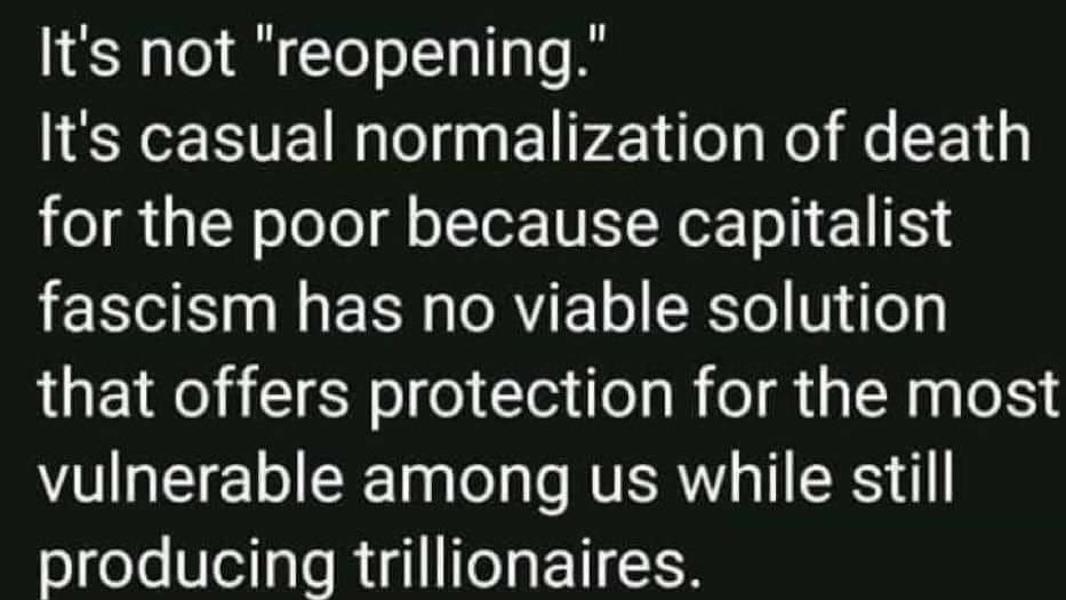 It's not "reopening."
It's casual normalization of death
for the poor because capitalist
fascism has no viable solution
that offers protection for the most
vulnerable among us while still
producing trillionaires.